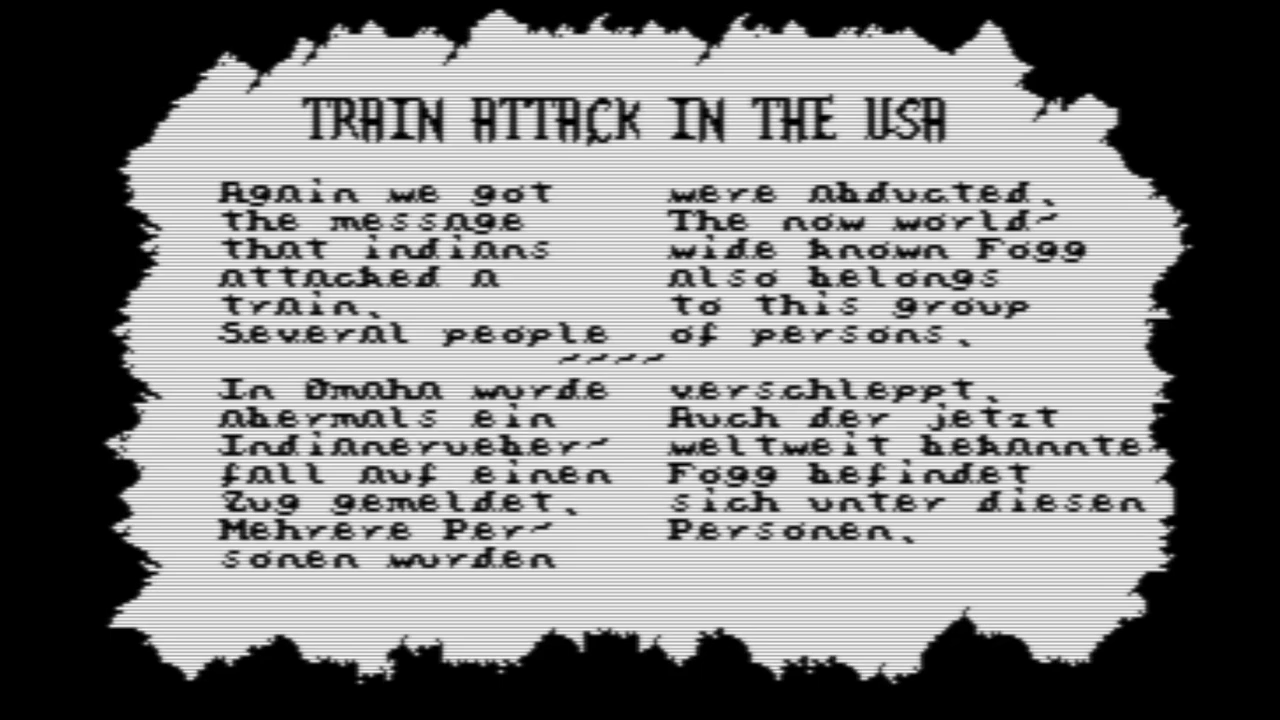 TRAIN ATTACK IN THE USA
Again we got
the message
that indians
attacked a
train.
Several people
were abducted.
The now world-
wide known Fogg
also belongs
to this group
of persons.
----
In Omaha wurde
abermals ein
Indianerueber-
fall auf einen
Zug gemeldet.
Mehrere Per-
sonen wurden
verschleppt.
Auch der jetzt
weltweit bekannte
Fogg befindet
sich unter diesen
Personen.